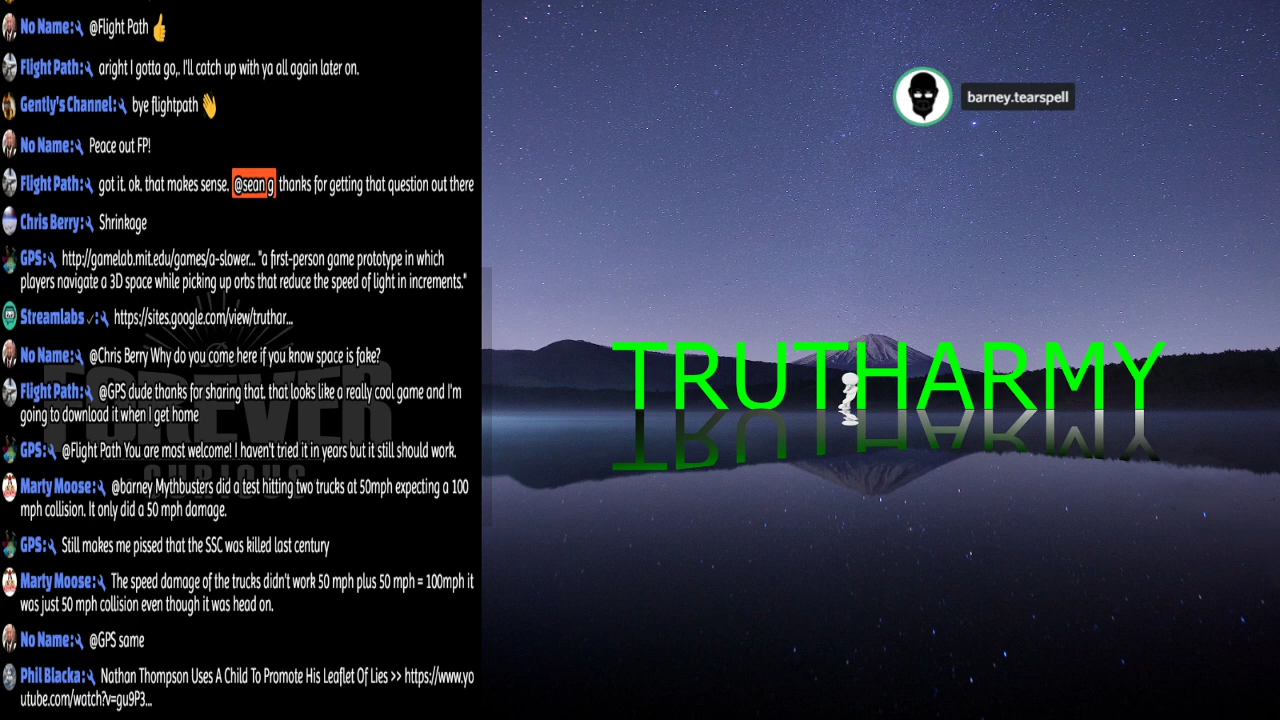 No Name: @Flight Path 👍
Flight Path: aright I gotta go,. I'll catch up with ya all again later on.
Gently's Channel: bye flightpath 👋
No Name: Peace out FP!
Flight Path: got it. ok. that makes sense. @sean g thanks for getting that question out there
Chris Berry: Shrinkage
GPS: http://gamelab.mit.edu/games/a-slower... "a first-person game prototype in which
players navigate a 3D space while picking up orbs that reduce the speed of light in increments."
Streamlabs ✓: https://sites.google.com/view/truthar...
No Name: @Chris Berry Why do you come here if you know space is fake?
Flight Path: @GPS dude thanks for sharing that. that looks like a really cool game and I'm
going to download it when I get home
GPS: @Flight Path You are most welcome! I haven't tried it in years but it still should work.
Marty Moose: @barney Mythbusters did a test hitting two trucks at 50mph expecting a 100
mph collision. It only did a 50 mph damage.
GPS: Still makes me pissed that the SSC was killed last century
Marty Moose: The speed damage of the trucks didn't work 50 mph plus 50 mph = 100mph it
was just 50 mph collision even though it was head on.
No Name: @GPS same
Phil Blacka: Nathan Thompson Uses A Child To Promote His Leaflet Of Lies >> https://www.yo
utube.com/watch?v=gu9P3...
FOREVER
CURIOUS
barney.tearspell
TRUTHARMY